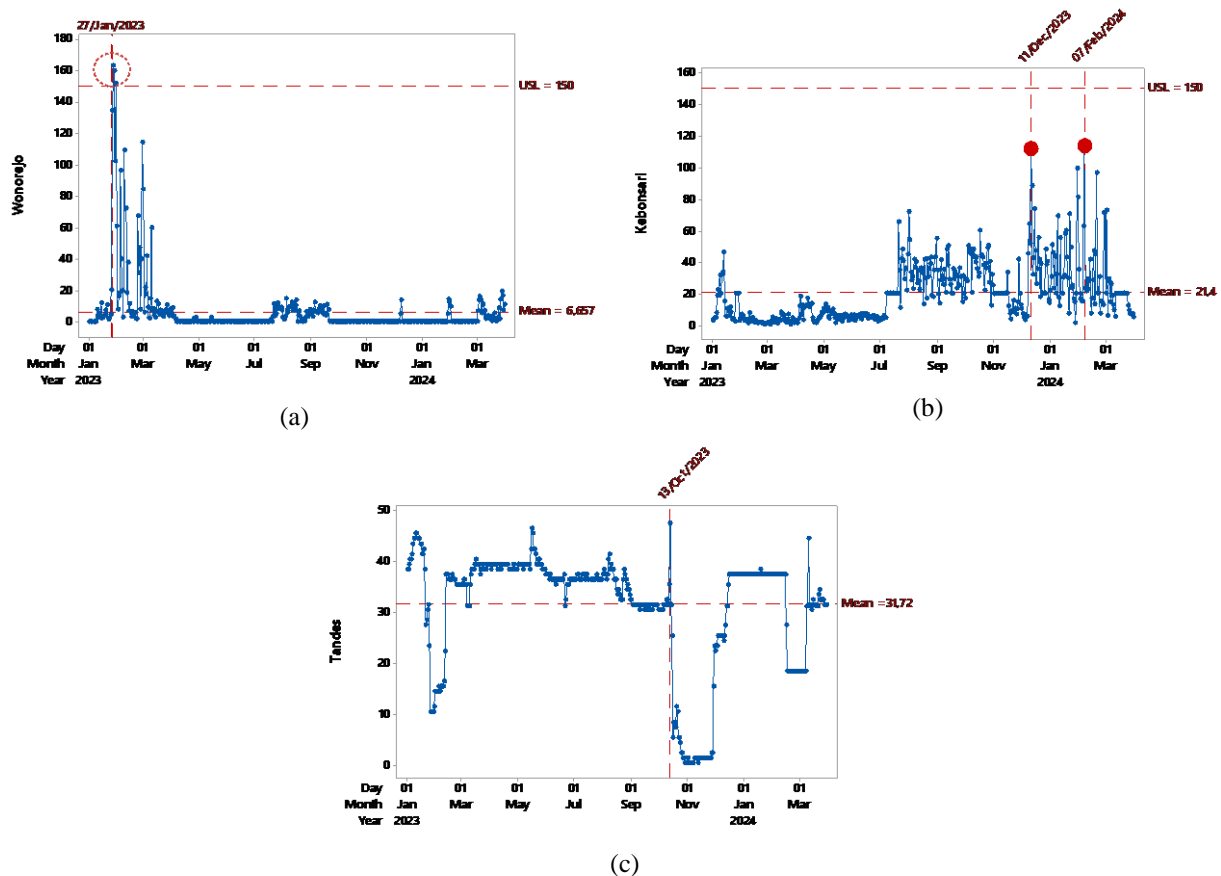 27/Jan/2023
180
160
140
120
100
80
60
40
20
0
Wonorejo
USL = 150
Mean = 6,657
Day 01 01 01 01 01 01 01 01
Month Jan Mar May Jul Sep Nov Jan Mar
Year 2023 2024
(a)
11/Dec/2023
07/Feb/2024
160
140
120
100
80
60
40
20
0
Kebonsari
USL = 150
Mean = 21,4
Day 01 01 01 01 01 01 01 01
Month Jan Mar May Jul Sep Nov Jan Mar
Year 2023 2024
(b)
13/Oct/2023
50
40
30
20
10
0
Tandes
Mean =31,72
Day 01 01 01 01 01 01 01 01
Month Jan Mar May Jul Sep Nov Jan Mar
Year 2023 2024
(c)